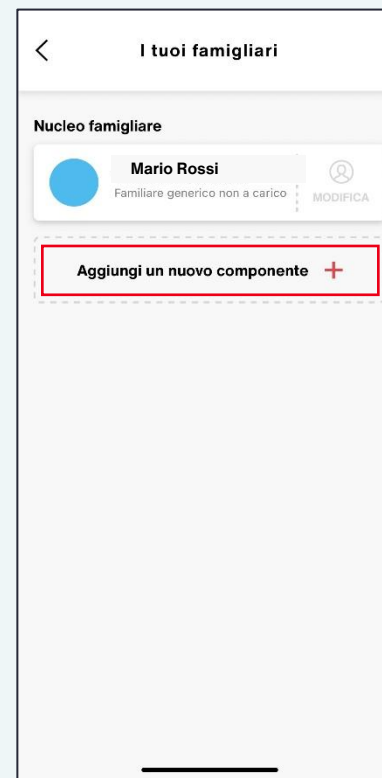 I tuoi famigliari
Nucleo famigliare
Mario Rossi
Familiare generico non a carico
MODIFICA
Aggiungi un nuovo componente +